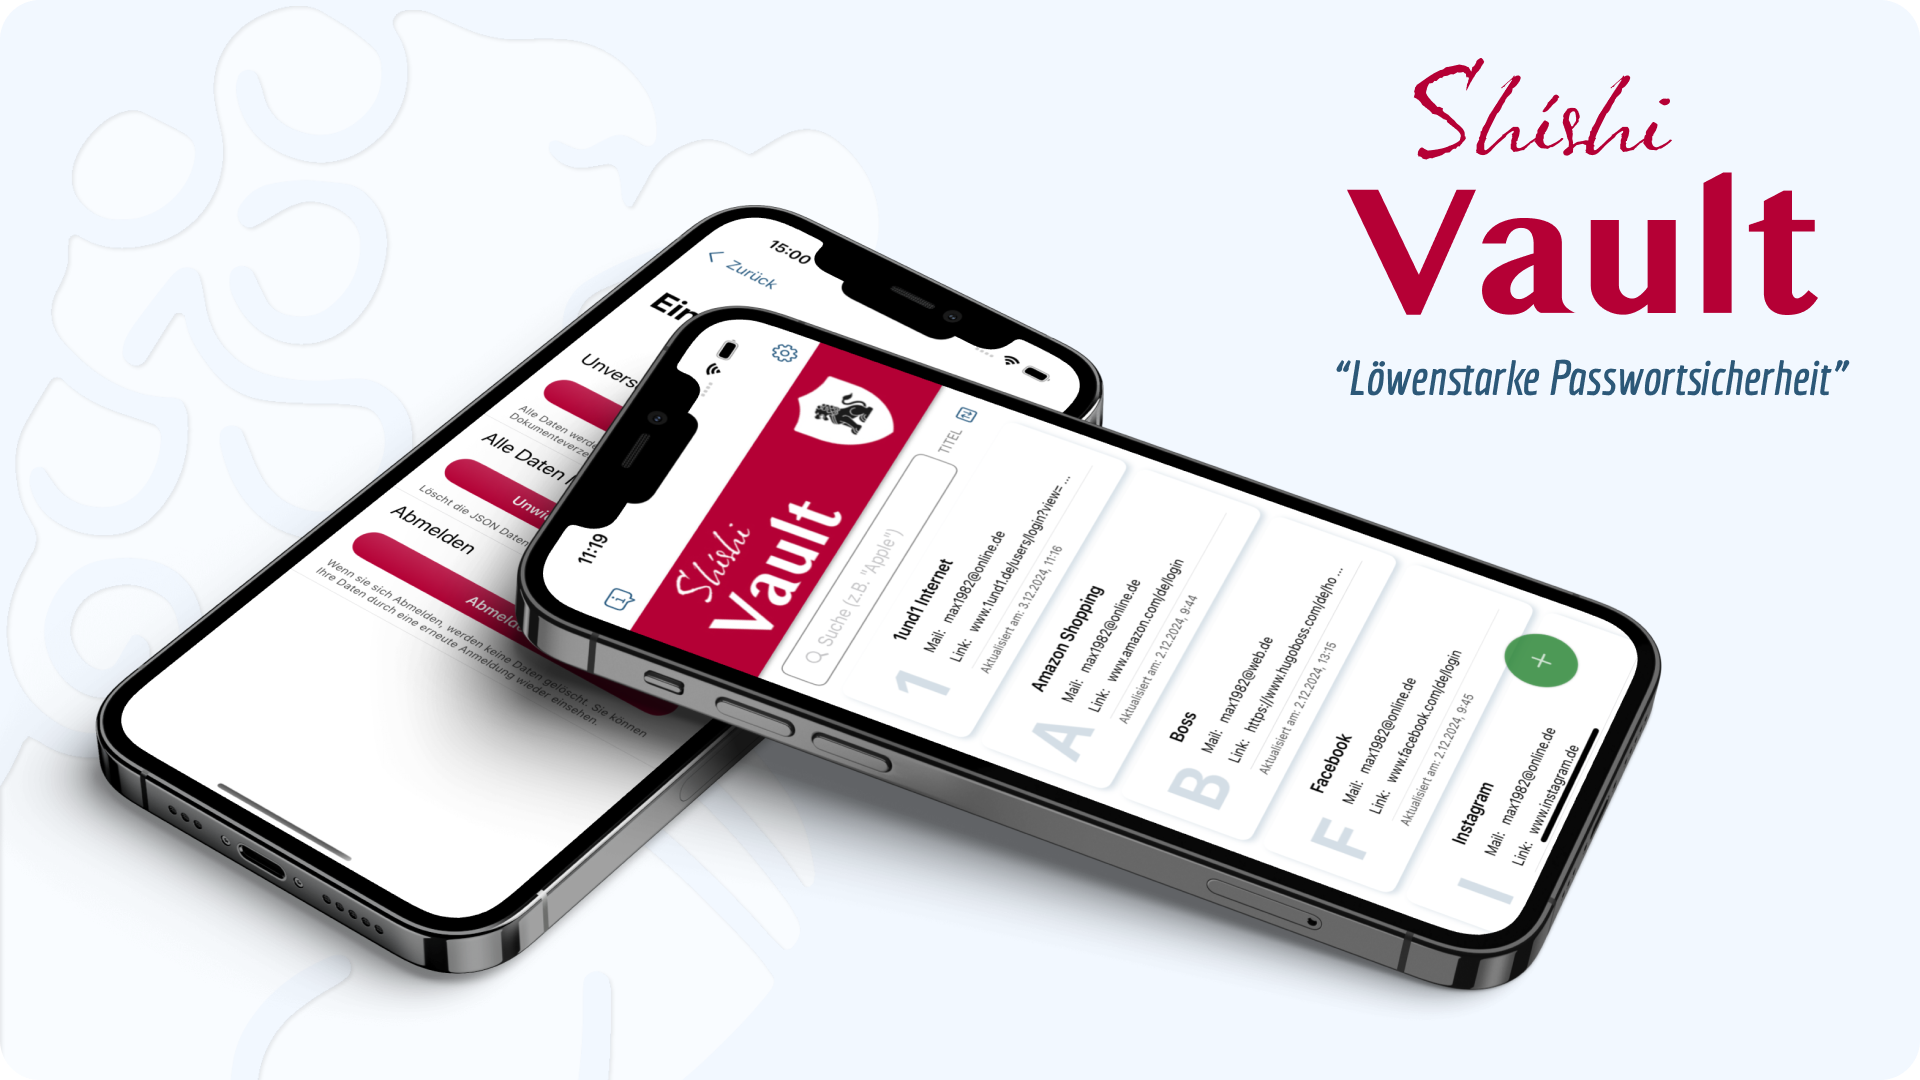 Shishi
Vault
“Löwenstarke Passwortsicherheit”
15:00
Zurück
Alle Daten
Löscht die JSON Daten
Abmelden
Wenn sie sich Abmelden, werden keine Daten gelöscht. Sie können
Ihre Daten durch eine erneute Anmeldung wieder einsehen.
11:19
Shishi
Vault
TITEL
Suche (z.B. "Apple")
1
1und1 Internet
Mail: max1982@online.de
Link: www.1und1.de/users/login?view= ...
Aktualisiert am: 3.12.2024, 11:16
A
Amazon Shopping
Mail: max1982@online.de
Link: www.amazon.com/de/login
Aktualisiert am: 2.12.2024, 9:44
B
Boss
Mail: max1982@web.de
Link: https://www.hugoboss.com/de/ho ...
Aktualisiert am: 2.12.2024, 13:15
F
Facebook
Mail: max1982@online.de
Link: www.facebook.com/de/login
Aktualisiert am: 2.12.2024, 9:45
I
Instagram
Mail: max1982@online.de
Link: www.instagram.de